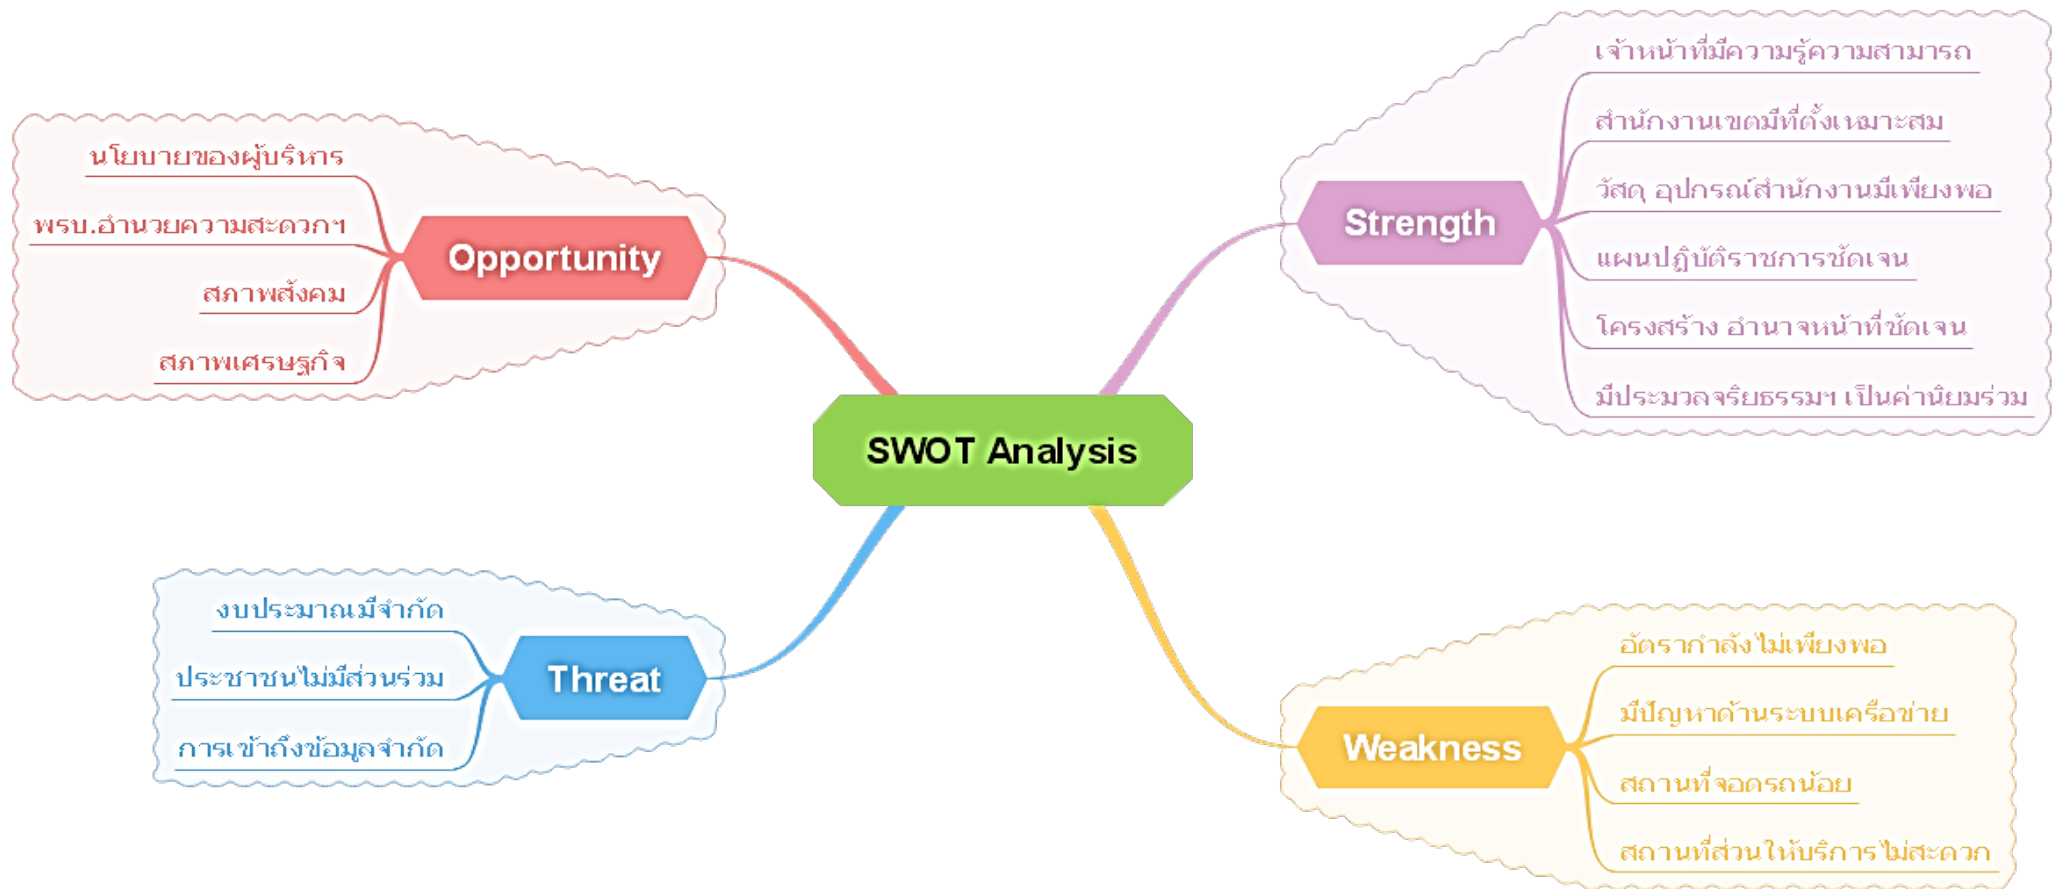 SWOT Analysis
Strength
เจ้าหน้าที่มีความรู้ความสามารถ
สำนักงานเขตมีที่ตั้งเหมาะสม
วัสดุ อุปกรณ์สำนักงานมีเพียงพอ
แผนปฏิบัติราชการชัดเจน
โครงสร้าง อำนาจหน้าที่ชัดเจน
มีประมวลจริยธรรมฯ เป็นค่านิยมร่วม
Weakness
อัตรากำลังไม่เพียงพอ
มีปัญหาด้านระบบเครือข่าย
สถานที่จอดรถน้อย
สถานที่ส่วนให้บริการไม่สะดวก
Opportunity
นโยบายของผู้บริหาร
พรบ.อำนวยความสะดวกฯ
สภาพสังคม
สภาพเศรษฐกิจ
Threat
งบประมาณมีจำกัด
ประชาชนไม่มีส่วนร่วม
การเข้าถึงข้อมูลจำกัด